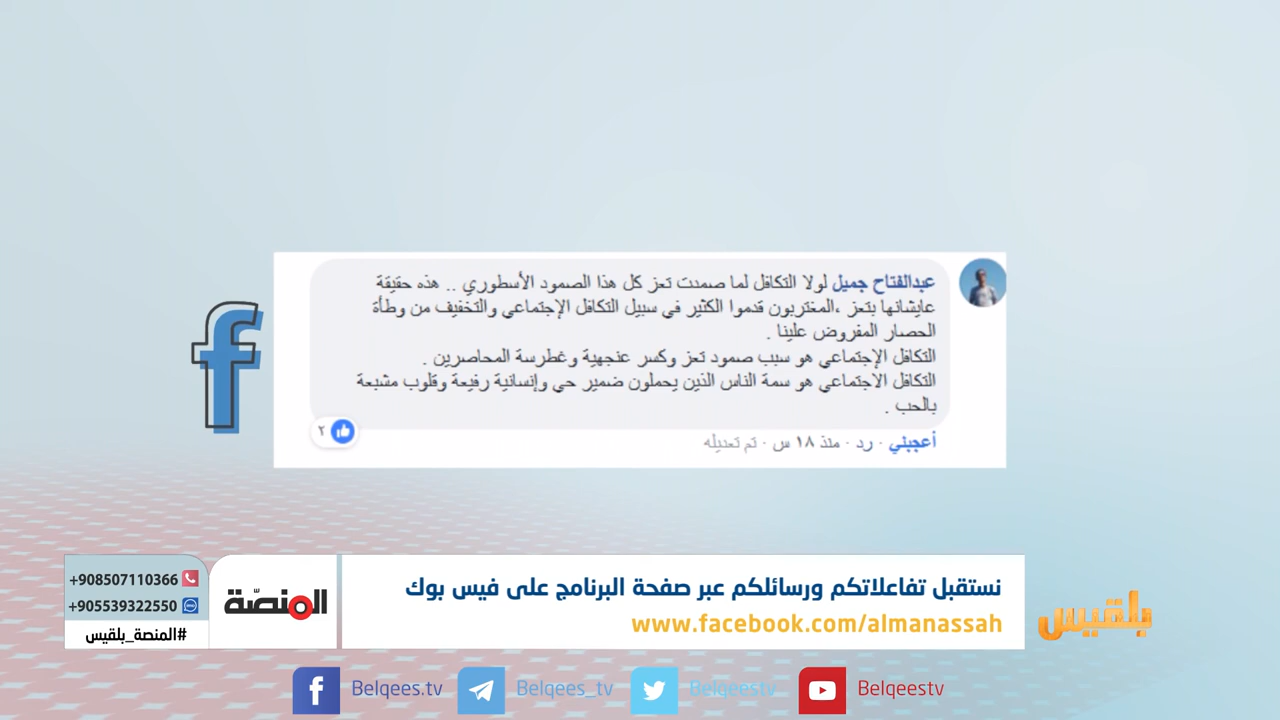 عبدالفتاح جميل لولا التكافل لما صمدت تعز كل هذا الصمود الأسطوري .. هذه حقيقة
عايشانها بتعز ،المغتربون قدموا الكثير في سبيل التكافل الإجتماعي والتخفيف من وطأة
الحصار المفروض علينا .
التكافل الإجتماعي هو سبب صمود تعز وكسر عنجهية وغطرسة المحاصرين .
التكافل الاجتماعي هو سمة الناس الذين يحملون ضمير حي وإنسانية رفيعة وقلوب مشبعة
بالحب .
٢
أعجبني · رد · منذ ١٨ س · تم تعديله
نستقبل تفاعلاتكم ورسائلكم عبر صفحة البرنامج على فيس بوك
www.facebook.com/almanassah
المنصّة
+908507110366
+905539322550
#المنصة_بلقيس
بلقيس
Belqees.tv
Belqees_tv
Belqeestv
Belqeestv